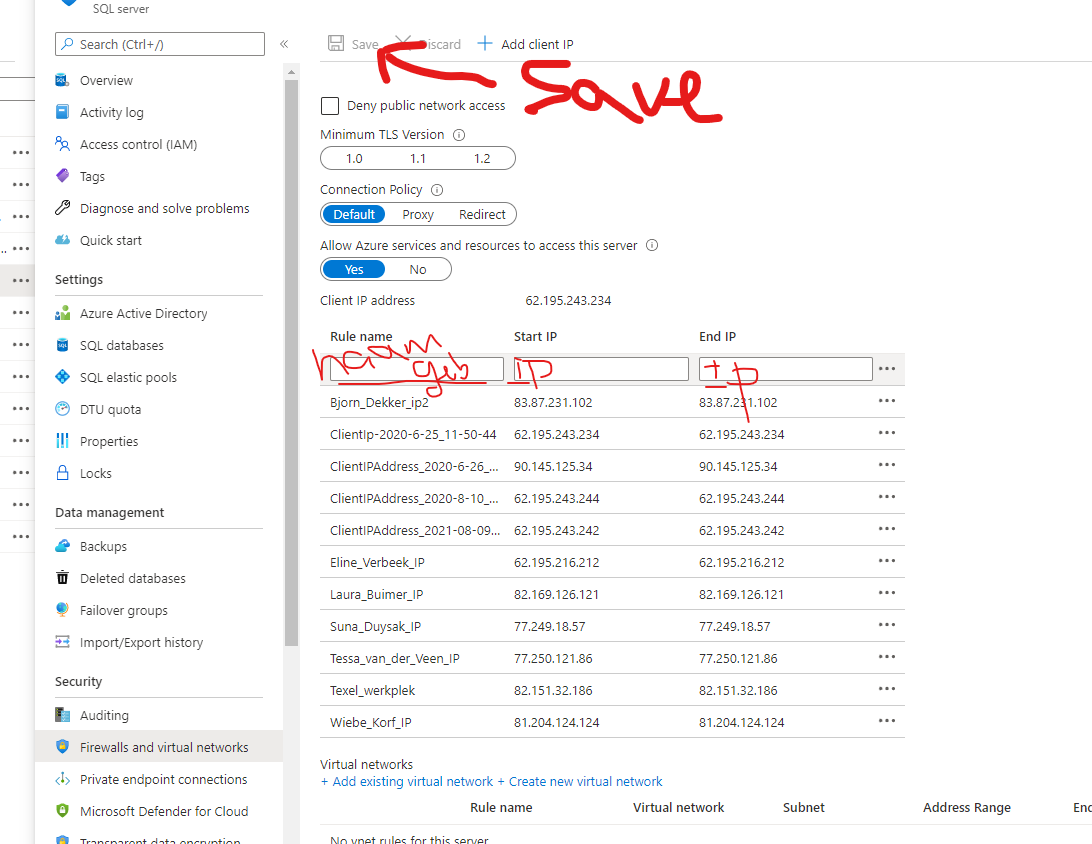 SQL server
Search (Ctrl+/)
«
Overview
Activity log
Access control (IAM)
Tags
Diagnose and solve problems
Quick start
Settings
Azure Active Directory
SQL databases
SQL elastic pools
DTU quota
Properties
Locks
Data management
Backups
Deleted databases
Failover groups
Import/Export history
Security
Auditing
Firewalls and virtual networks
Private endpoint connections
Microsoft Defender for Cloud
Transparent data encryption
Save Discard + Add client IP
Save
Deny public network access
Minimum TLS Version
1.0 1.1 1.2
Connection Policy
Default Proxy Redirect
Allow Azure services and resources to access this server
Yes No
Client IP address 62.195.243.234
Rule name Start IP End IP
naam geb IP IP
Bjorn_Dekker_ip2 83.87.231.102 83.87.231.102
ClientIp-2020-6-25_11-50-44 62.195.243.234 62.195.243.234
ClientIPAddress_2020-6-26_... 90.145.125.34 90.145.125.34
ClientIPAddress_2020-8-10_... 62.195.243.244 62.195.243.244
ClientIPAddress_2021-08-09... 62.195.243.242 62.195.243.242
Eline_Verbeek_IP 62.195.216.212 62.195.216.212
Laura_Buimer_IP 82.169.126.121 82.169.126.121
Suna_Duysak_IP 77.249.18.57 77.249.18.57
Tessa_van_der_Veen_IP 77.250.121.86 77.250.121.86
Texel_werkplek 82.151.32.186 82.151.32.186
Wiebe_Korf_IP 81.204.124.124 81.204.124.124
Virtual networks
+ Add existing virtual network + Create new virtual network
Rule name Virtual network Subnet Address Range End
No vnet rules for this server